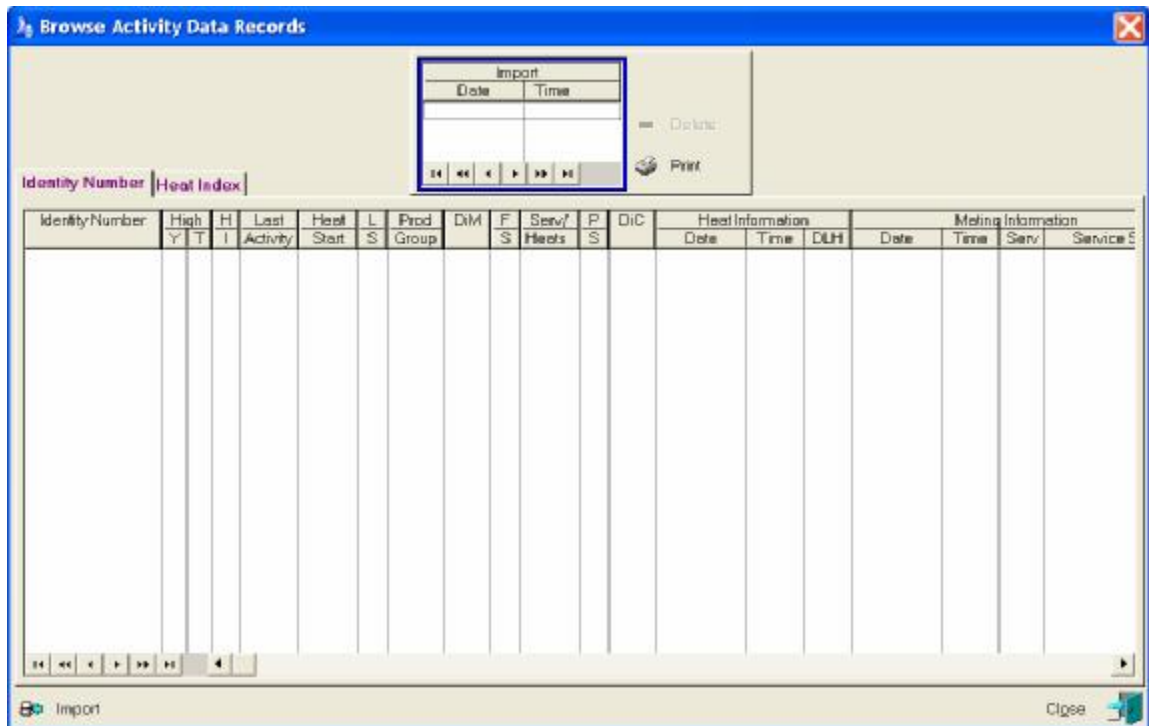 Browse Activity Data Records
Import
Date Time
Delete
Print
Identity Number Heat Index
Identity Number High H Last Heat L Prod DiM F Serv/ P DiC Heat Information Mating Information
Y T I Activity Start S Group S Heats S Date Time DLH Date Time Serv Service S
Import Close